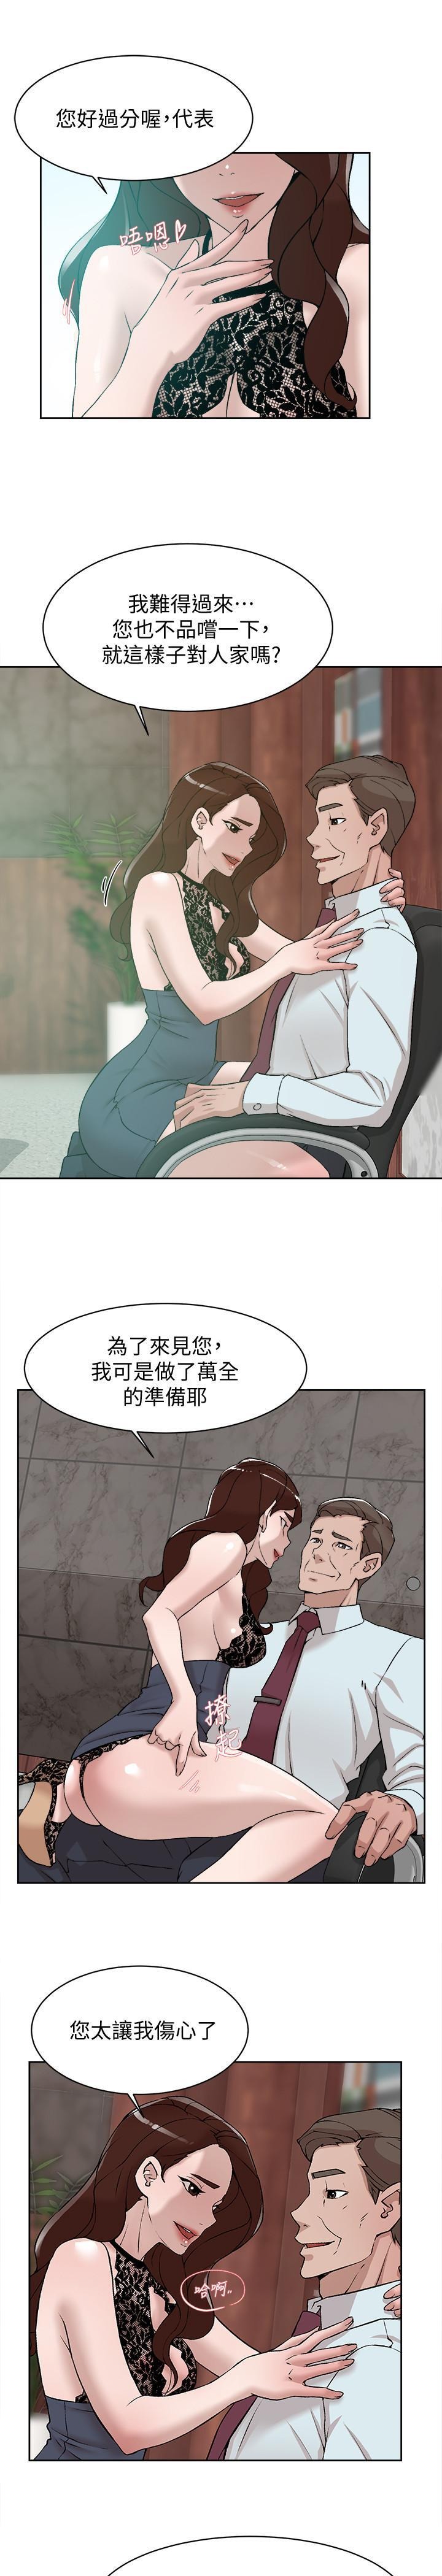 您好過分喔，代表
唔嗯♡
我難得過來…
您也不品嚐一下，
就這樣子對人家嗎?
為了來見您，
我可是做了萬全
的準備耶
撩
起
您太讓我傷心了
哈啊..